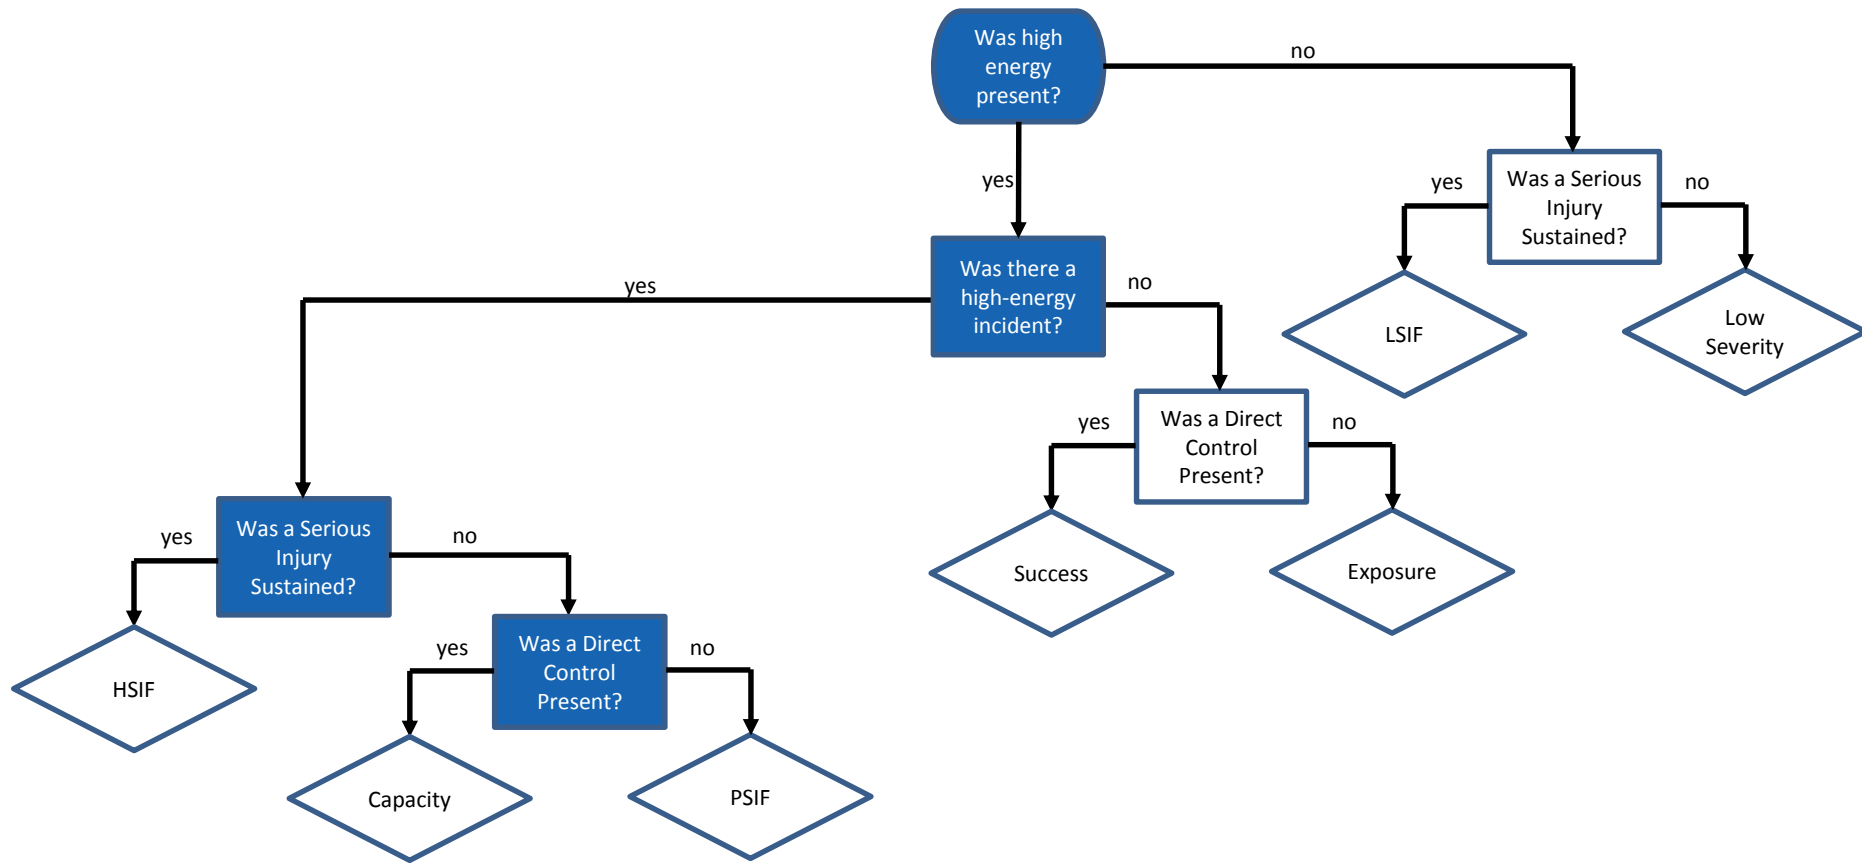 Was high
energy
present?
no
yes
Was a Serious
Injury
Sustained?
yes
no
LSIF
Low
Severity
Was there a
high-energy
incident?
yes
no
Was a Direct
Control
Present?
yes
no
Success
Exposure
Was a Serious
Injury
Sustained?
yes
no
HSIF
Was a Direct
Control
Present?
yes
no
Capacity
PSIF